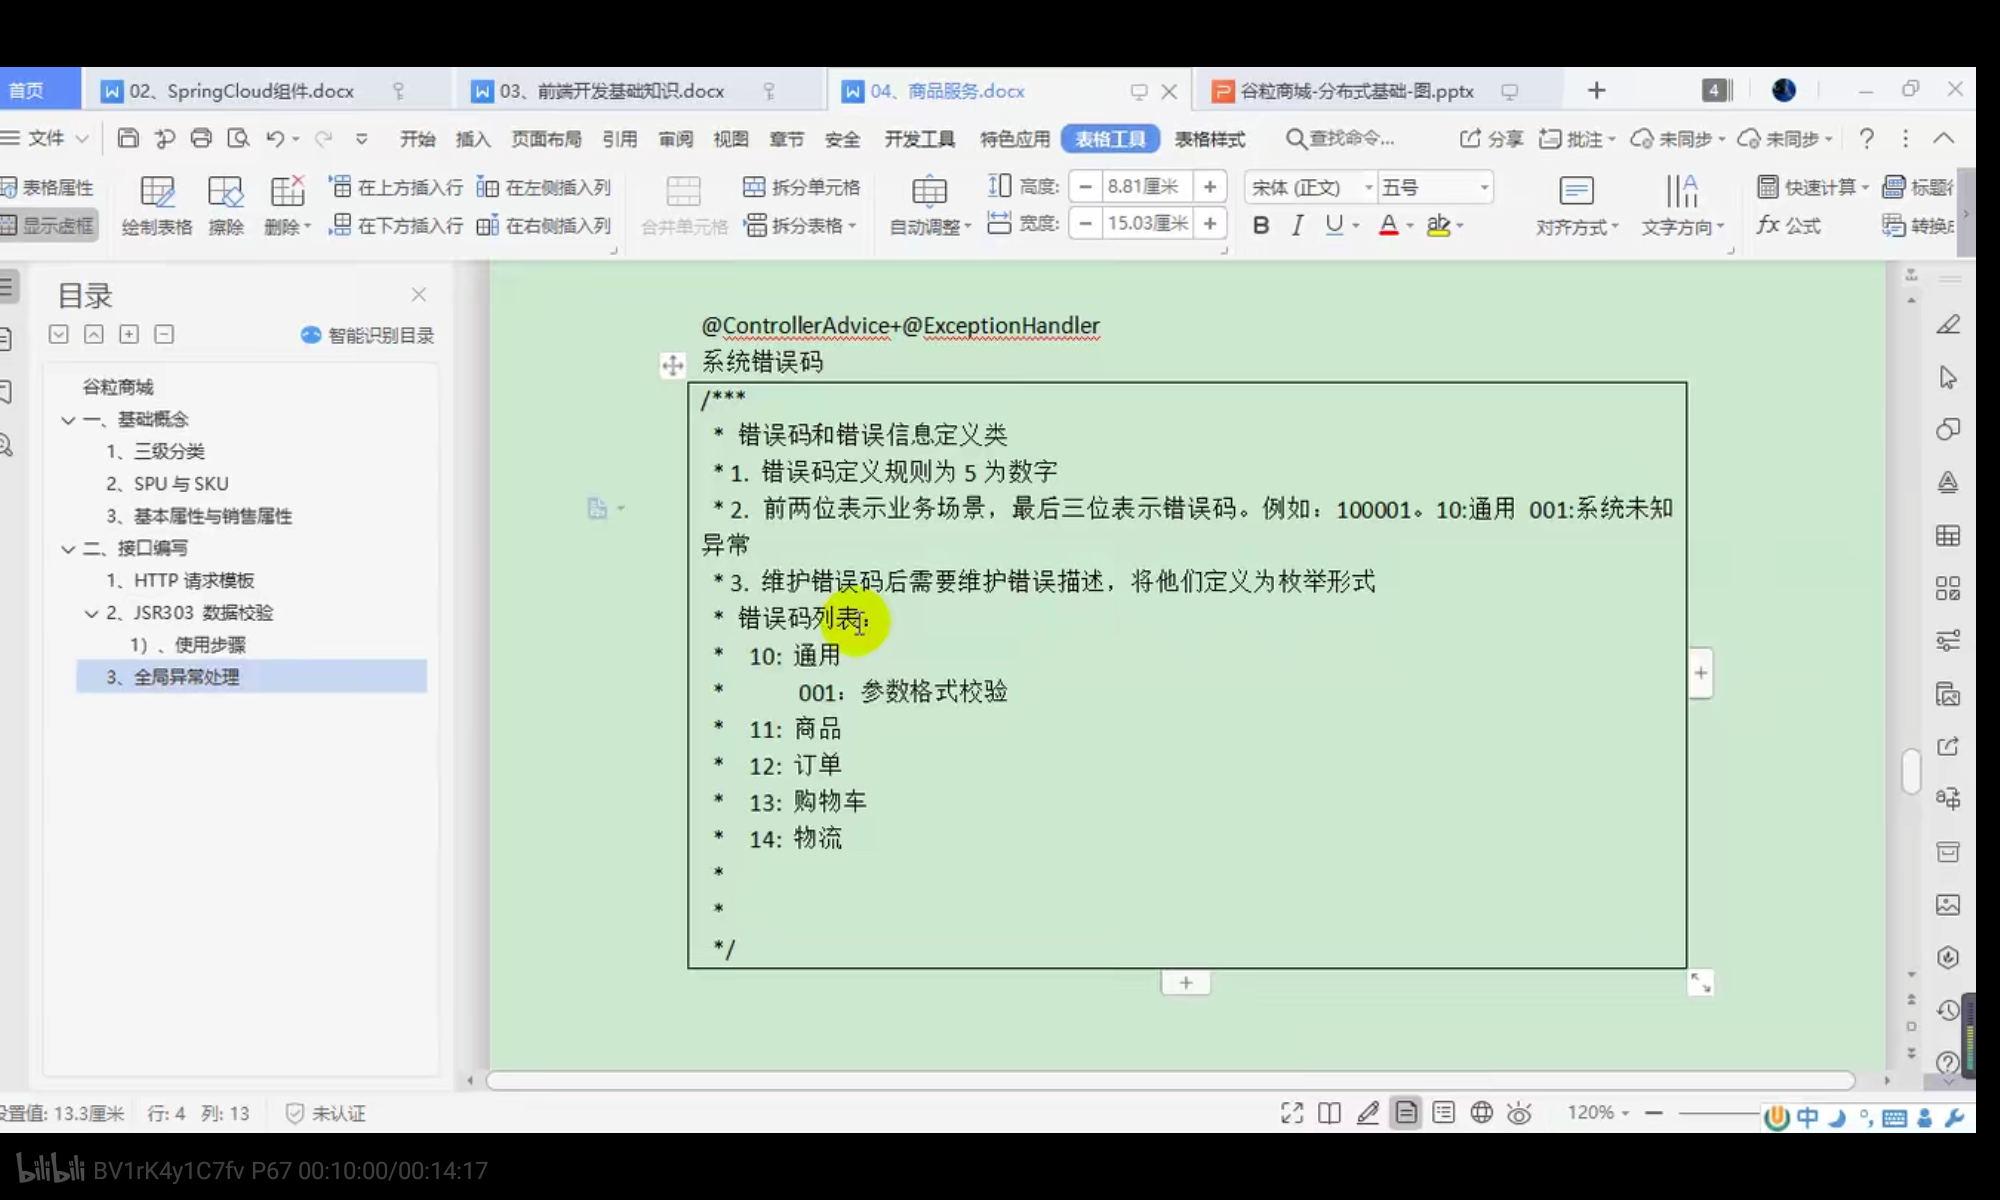 首页
02、SpringCloud组件.docx
03、前端开发基础知识.docx
04、商品服务.docx
谷粒商城-分布式基础-图.pptx
4
文件
开始 插入 页面布局 引用 审阅 视图 章节 安全 开发工具 特色应用 表格工具 表格样式 查找命令...
分享 批注 未同步 未同步 ?
表格属性
显示虚框
绘制表格 擦除 删除
在上方插入行 在左侧插入列
在下方插入行 在右侧插入列
合并单元格
拆分单元格
拆分表格
自动调整
高度: - 8.81厘米 +
宽度: - 15.03厘米 +
宋体 (正文) 五号
B I U A ab
对齐方式 文字方向
快速计算
fx 公式
标题
转换
目录
智能识别目录
谷粒商城
一、基础概念
1、三级分类
2、SPU 与 SKU
3、基本属性与销售属性
二、接口编写
1、HTTP 请求模板
2、JSR303 数据校验
1）、使用步骤
3、全局异常处理
@ControllerAdvice+@ExceptionHandler
系统错误码
/***
* 错误码和错误信息定义类
* 1. 错误码定义规则为 5 为数字
* 2. 前两位表示业务场景，最后三位表示错误码。例如：100001。10:通用 001:系统未知
异常
* 3. 维护错误码后需要维护错误描述，将他们定义为枚举形式
* 错误码列表：
* 10: 通用
* 001：参数格式校验
* 11: 商品
* 12: 订单
* 13: 购物车
* 14: 物流
*
*
*/
设置值: 13.3厘米 行: 4 列: 13 未认证
120%
中
bilibili BV1rK4y1C7fv P67 00:10:00/00:14:17